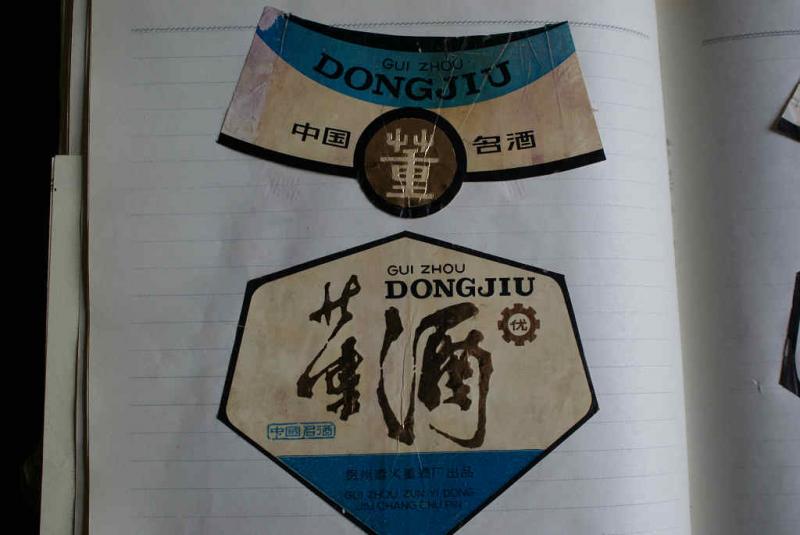 GUI ZHOU
DONGJIU
中国 董 名酒
GUI ZHOU
DONGJIU
董酒
优
中國名酒
贵州遵义董酒厂出品
GUI ZHOU ZUN YI DONG
JIU CHANG CHU PIN